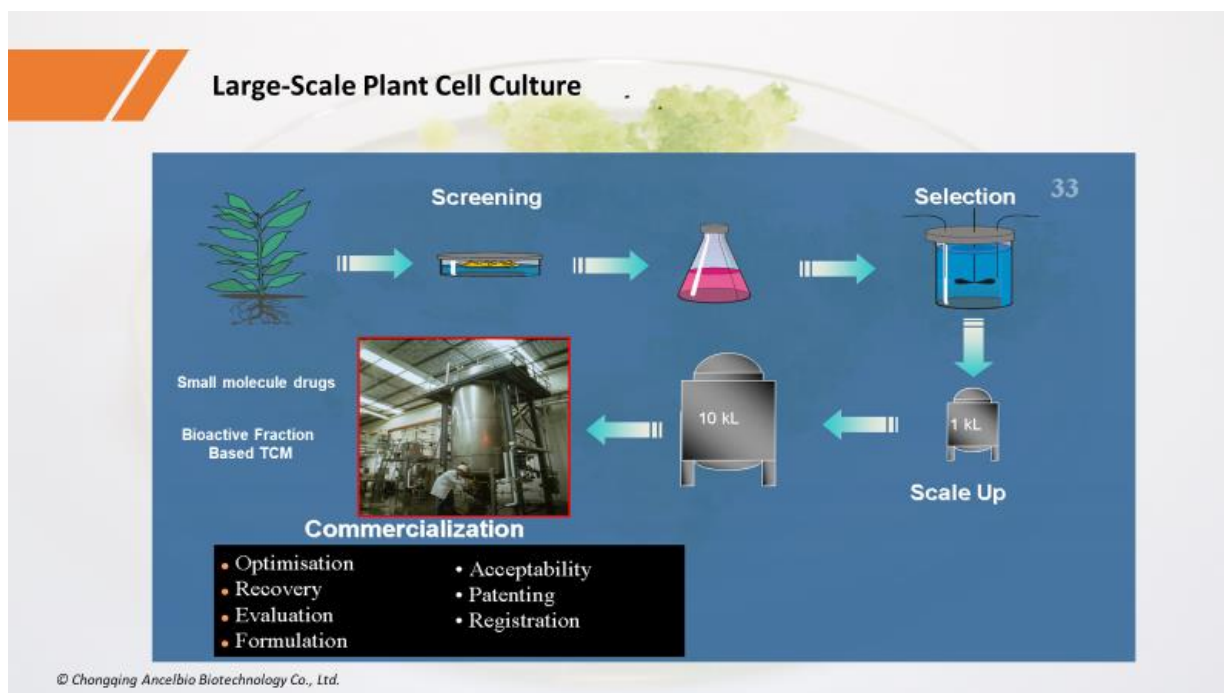 Large-Scale Plant Cell Culture
33
Screening
Selection
Small molecule drugs
Bioactive Fraction
Based TCM
10 kL
1 kL
Scale Up
Commercialization
• Optimisation
• Recovery
• Evaluation
• Formulation
• Acceptability
• Patenting
• Registration
© Chongqing Ancelbio Biotechnology Co., Ltd.